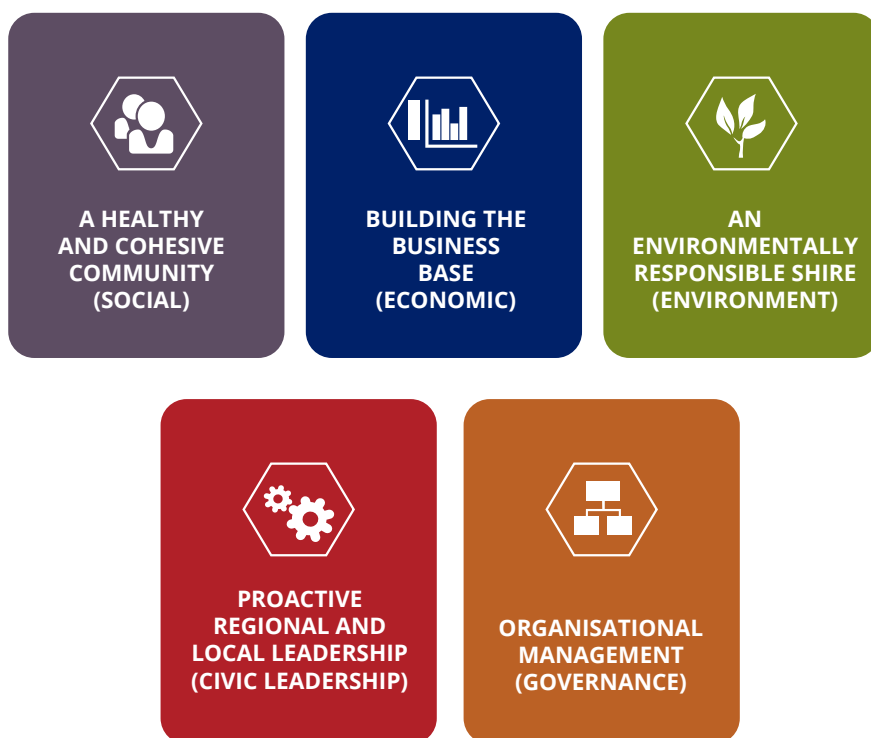 A HEALTHY
AND COHESIVE
COMMUNITY
(SOCIAL)
BUILDING THE
BUSINESS
BASE
(ECONOMIC)
AN
ENVIRONMENTALLY
RESPONSIBLE SHIRE
(ENVIRONMENT)
PROACTIVE
REGIONAL AND
LOCAL LEADERSHIP
(CIVIC LEADERSHIP)
ORGANISATIONAL
MANAGEMENT
(GOVERNANCE)